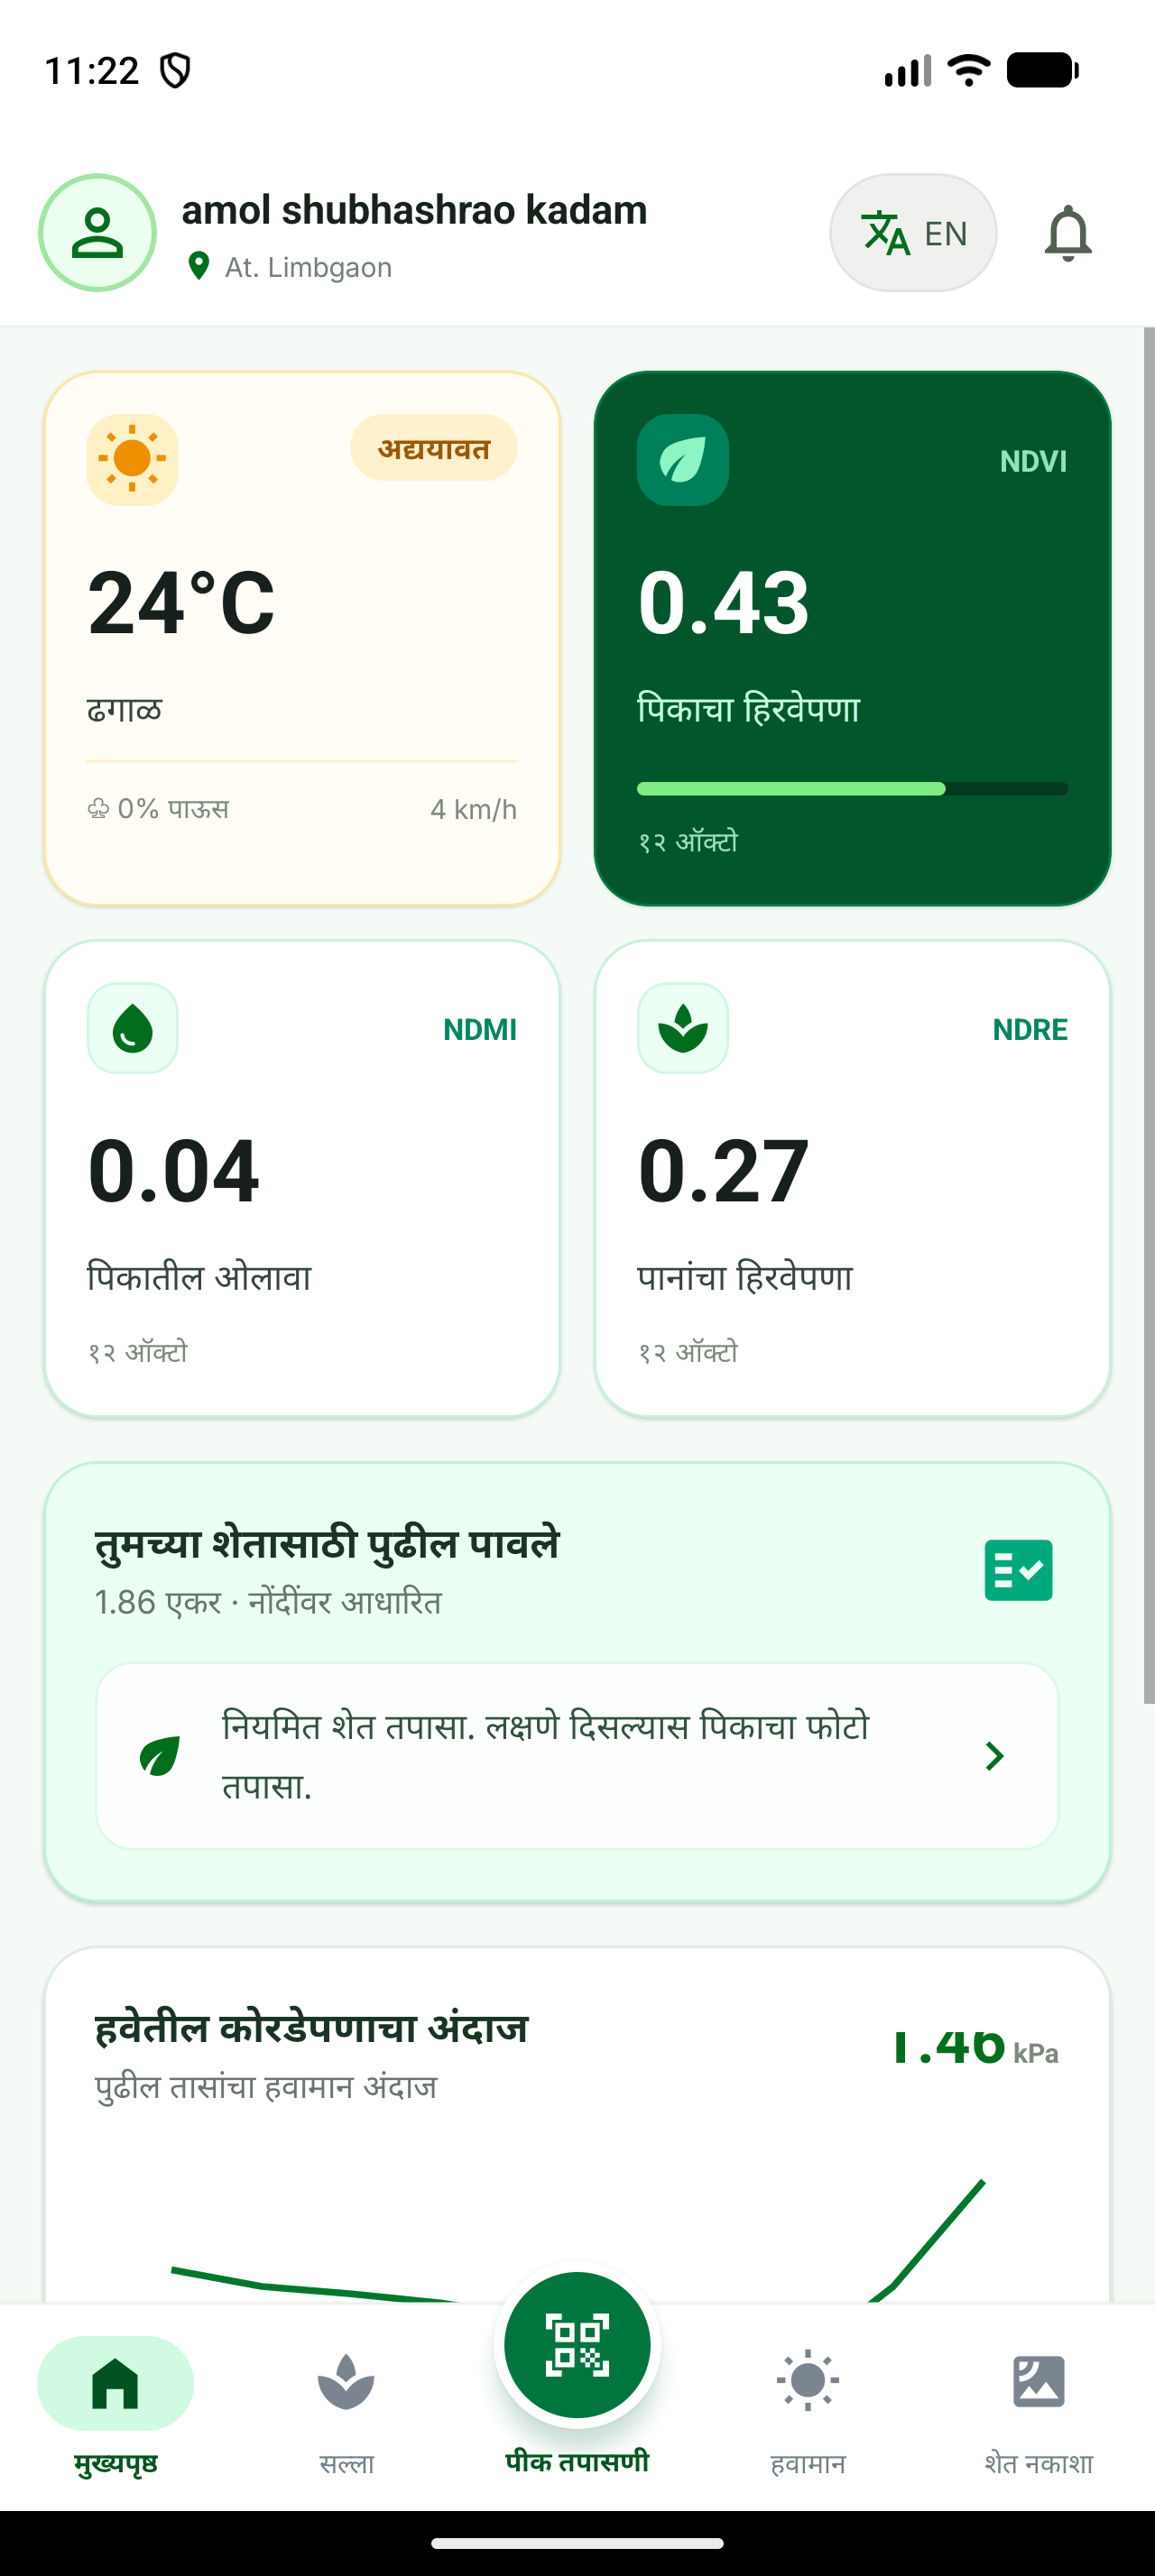 11:22
amol shubhashrao kadam
At. Limbgaon
EN
अद्ययावत
24°C
ढगाळ
0% पाऊस
4 km/h
NDVI
0.43
पिकाचा हिरवेपणा
१२ ऑक्टो
NDMI
0.04
पिकातील ओलावा
१२ ऑक्टो
NDRE
0.27
पानांचा हिरवेपणा
१२ ऑक्टो
तुमच्या शेतासाठी पुढील पावले
1.86 एकर · नोंदींवर आधारित
नियमित शेत तपासा. लक्षणे दिसल्यास पिकाचा फोटो
तपासा.
हवेतील कोरडेपणाचा अंदाज
1.46 kPa
पुढील तासांचा हवामान अंदाज
मुख्यपृष्ठ
सल्ला
पीक तपासणी
हवामान
शेत नकाशा